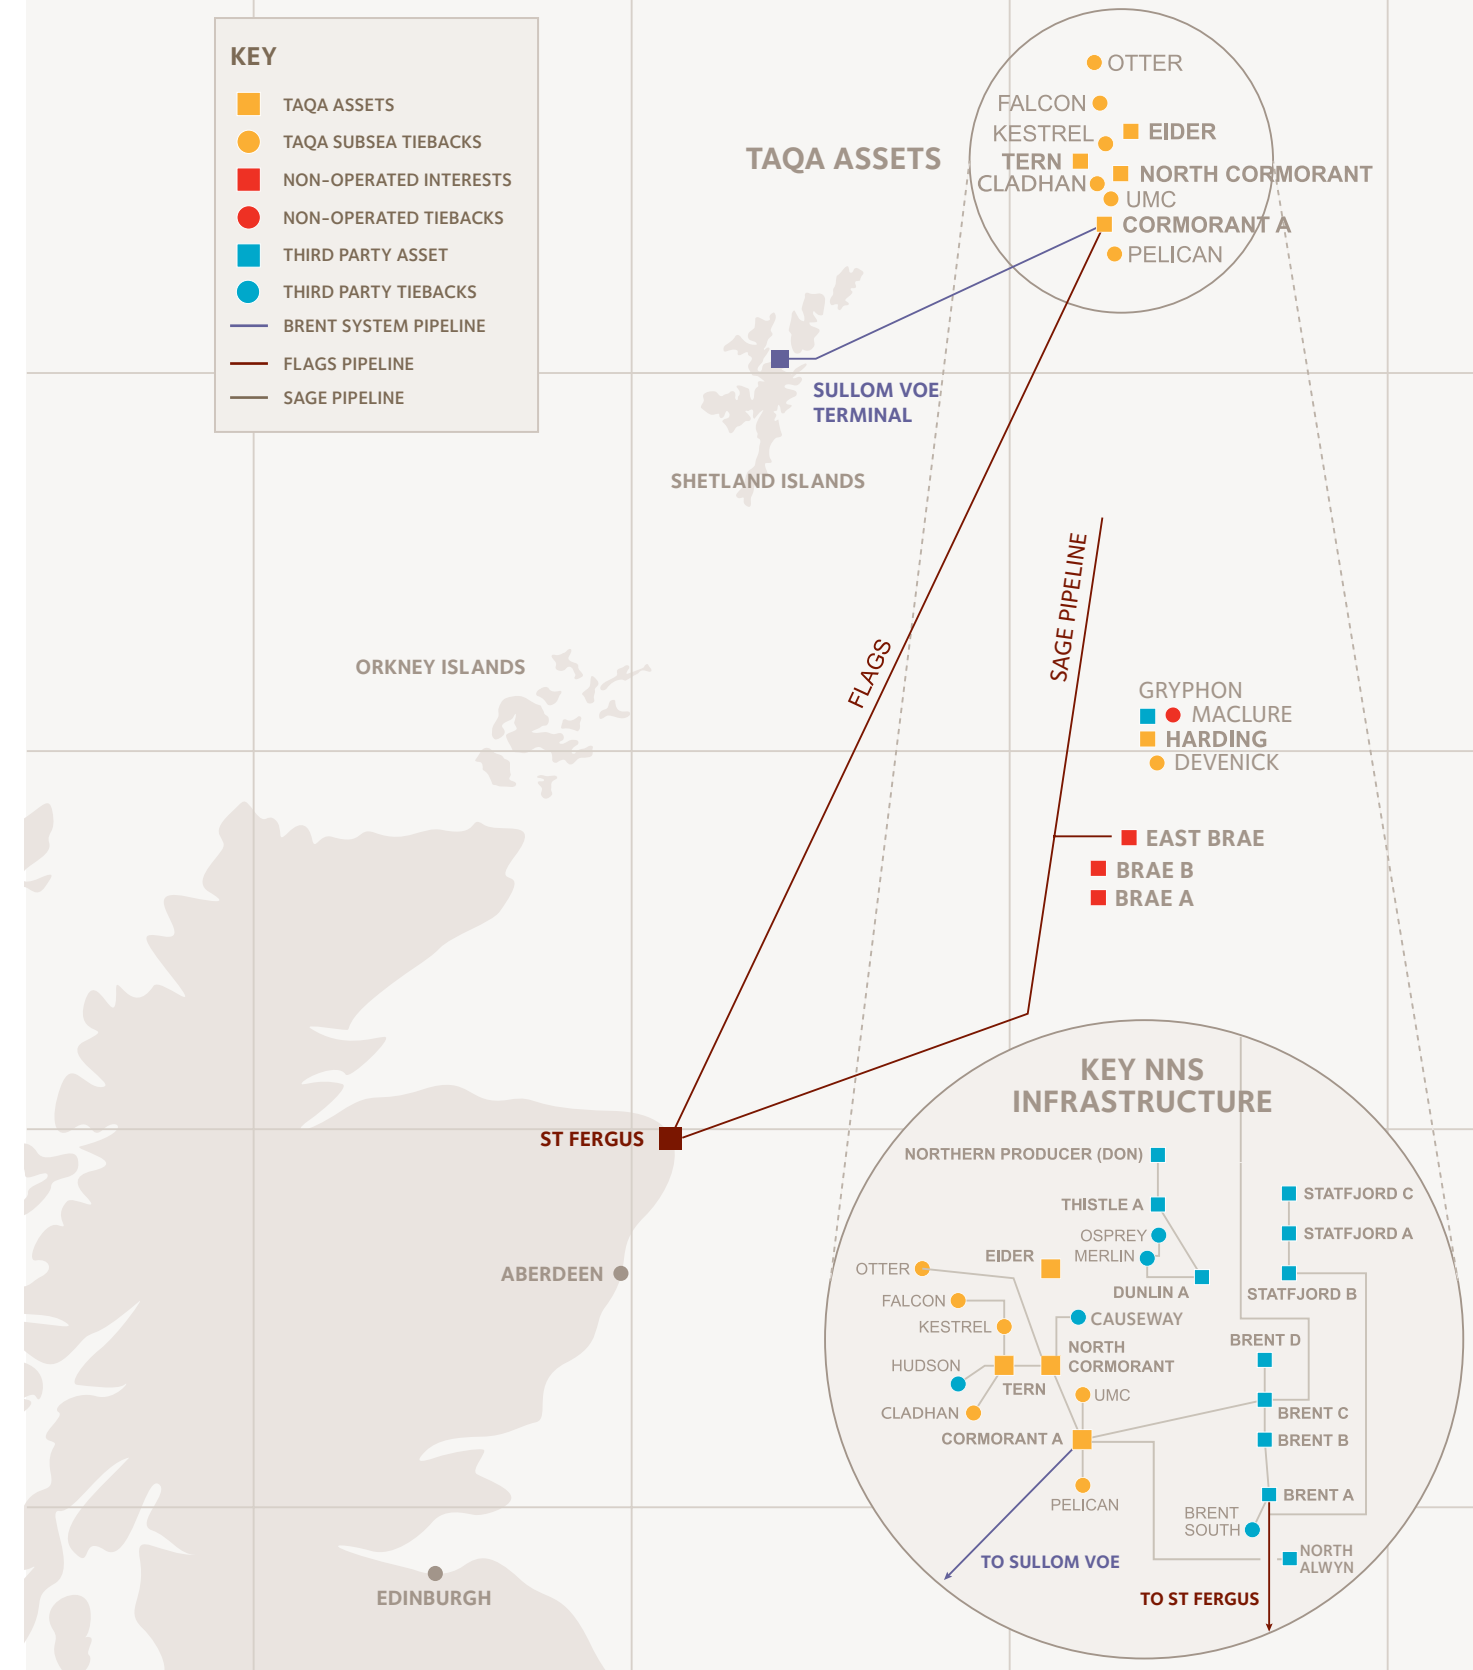 KEY
TAQA ASSETS
TAQA SUBSEA TIEBACKS
NON-OPERATED INTERESTS
NON-OPERATED TIEBACKS
THIRD PARTY ASSET
THIRD PARTY TIEBACKS
BRENT SYSTEM PIPELINE
FLAGS PIPELINE
SAGE PIPELINE
TAQA ASSETS
OTTER
FALCON
KESTREL
EIDER
TERN
NORTH CORMORANT
CLADHAN
UMC
CORMORANT A
PELICAN
SULLOM VOE
TERMINAL
SHETLAND ISLANDS
ORKNEY ISLANDS
FLAGS
SAGE PIPELINE
GRYPHON
MACLURE
HARDING
DEVENICK
EAST BRAE
BRAE B
BRAE A
ST FERGUS
ABERDEEN
EDINBURGH
KEY NNS
INFRASTRUCTURE
NORTHERN PRODUCER (DON)
THISTLE A
OSPREY
MERLIN
DUNLIN A
STATFJORD C
STATFJORD A
STATFJORD B
EIDER
OTTER
FALCON
KESTREL
CAUSEWAY
HUDSON
NORTH
CORMORANT
TERN
CLADHAN
UMC
CORMORANT A
PELICAN
BRENT D
BRENT C
BRENT B
BRENT A
BRENT
SOUTH
NORTH
ALWYN
TO SULLOM VOE
TO ST FERGUS